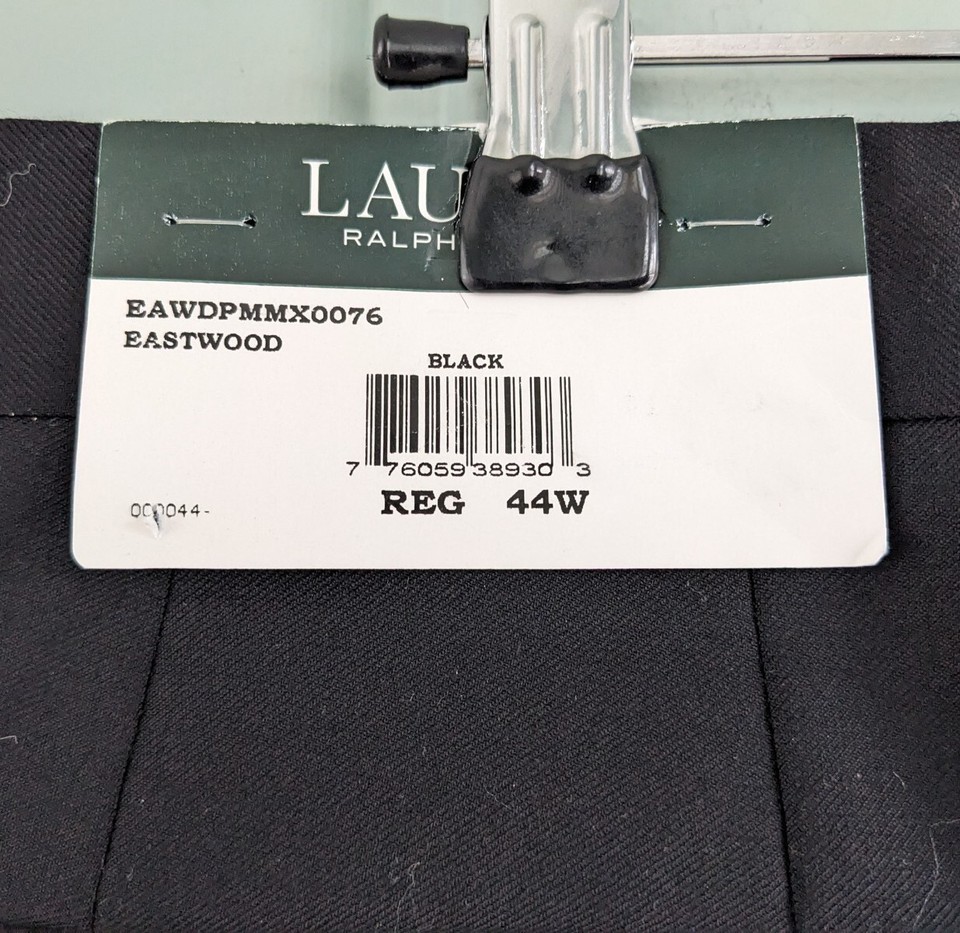 LAU
RALPH
EAWDPMMX0076
EASTWOOD
BLACK
7 76059 38930 3
REG 44W
000044-